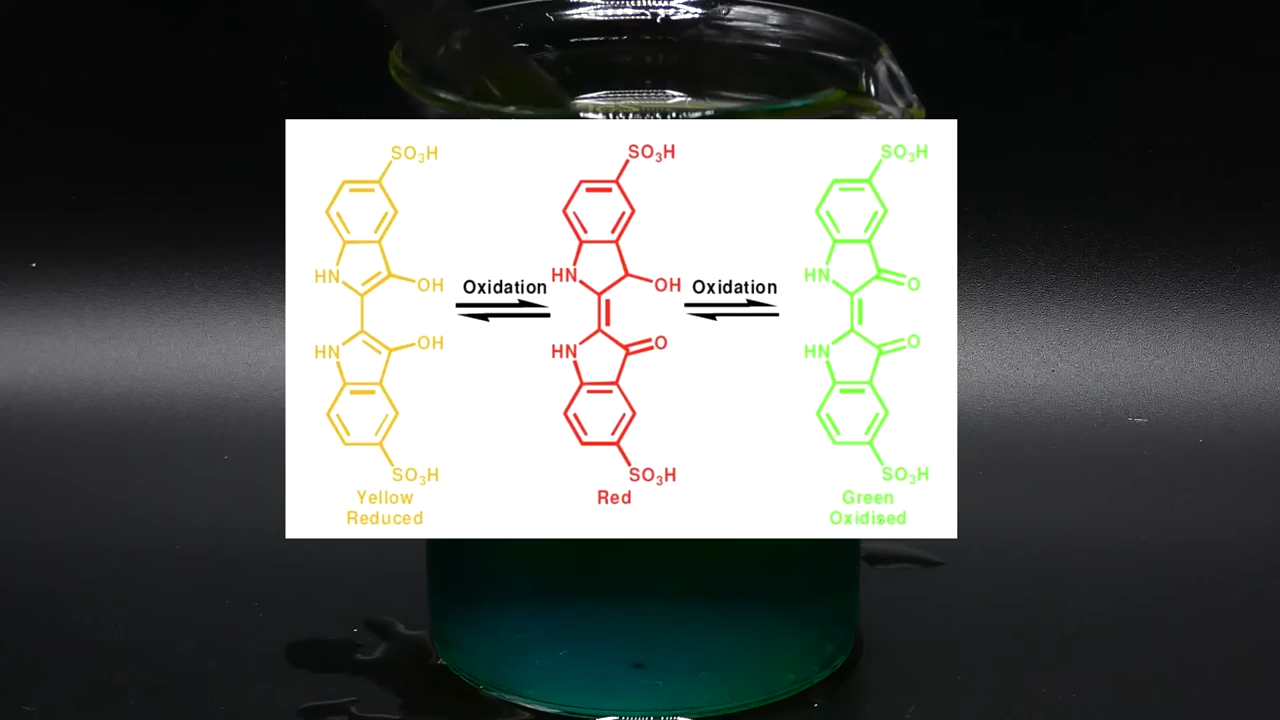 SO₃H
SO₃H
SO₃H
HN
OH
HN
OH
HN
O
Oxidation
Oxidation
HN
OH
HN
O
HN
O
SO₃H
SO₃H
SO₃H
Yellow
Reduced
Red
Green
Oxidised